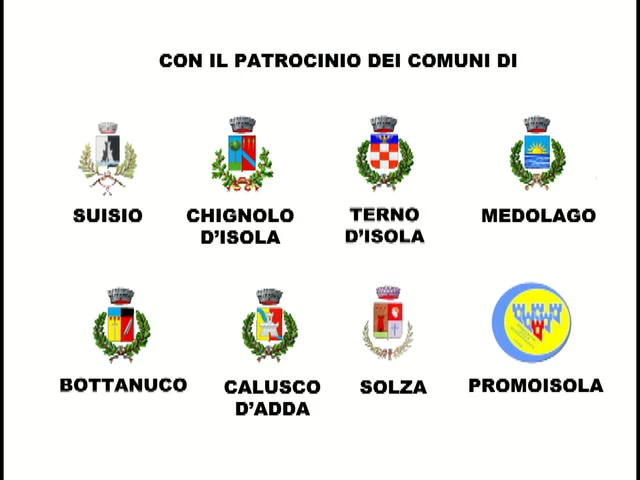 CON IL PATROCINIO DEI COMUNI DI
SUISIO
CHIGNOLO
D'ISOLA
TERNO
D'ISOLA
MEDOLAGO
BOTTANUCO
CALUSCO
D'ADDA
SOLZA
PROMOISOLA